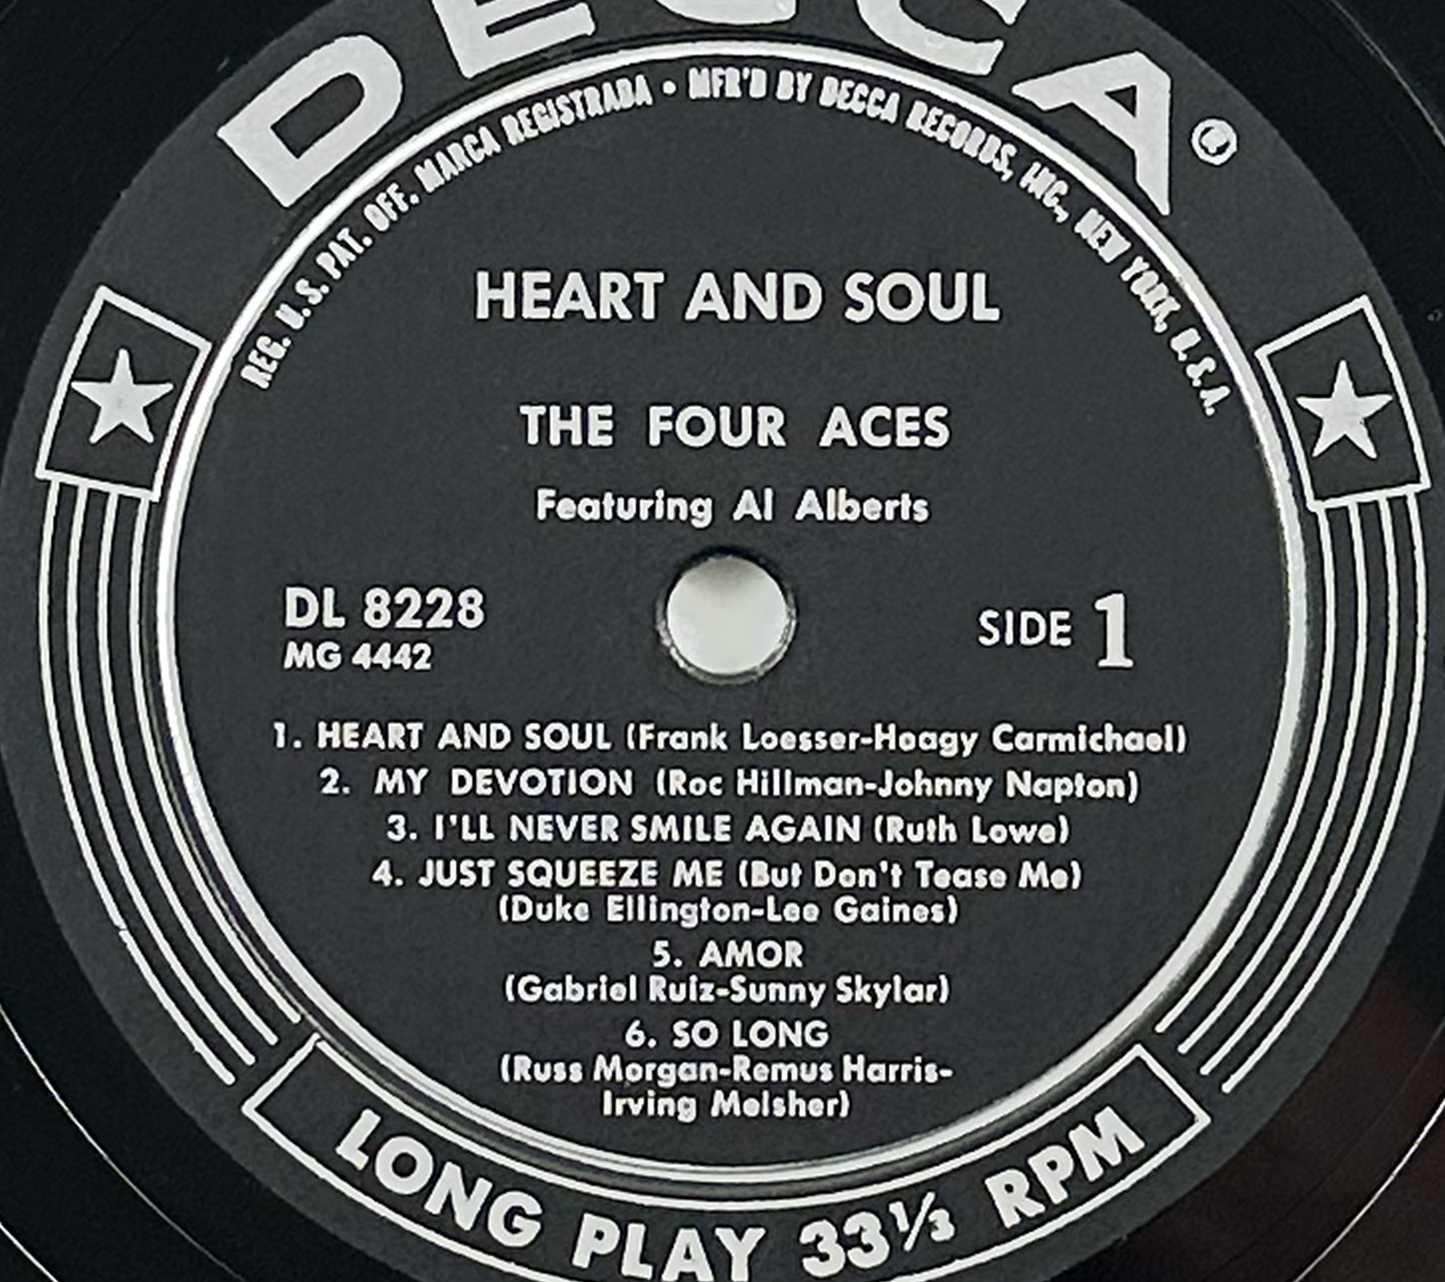 DECCA®
REG. U. S. PAT. OFF. MARCA REGISTRADA • MFR'D BY DECCA RECORDS, INC., NEW YORK, U. S. A.
HEART AND SOUL
THE FOUR ACES
Featuring Al Alberts
DL 8228
MG 4442
SIDE 1
1. HEART AND SOUL (Frank Loesser-Hoagy Carmichael)
2. MY DEVOTION (Roc Hillman-Johnny Napton)
3. I'LL NEVER SMILE AGAIN (Ruth Lowe)
4. JUST SQUEEZE ME (But Don't Tease Me)
(Duke Ellington-Lee Gaines)
5. AMOR
(Gabriel Ruiz-Sunny Skylar)
6. SO LONG
(Russ Morgan-Remus Harris-
Irving Melsher)
LONG PLAY 33⅓ RPM